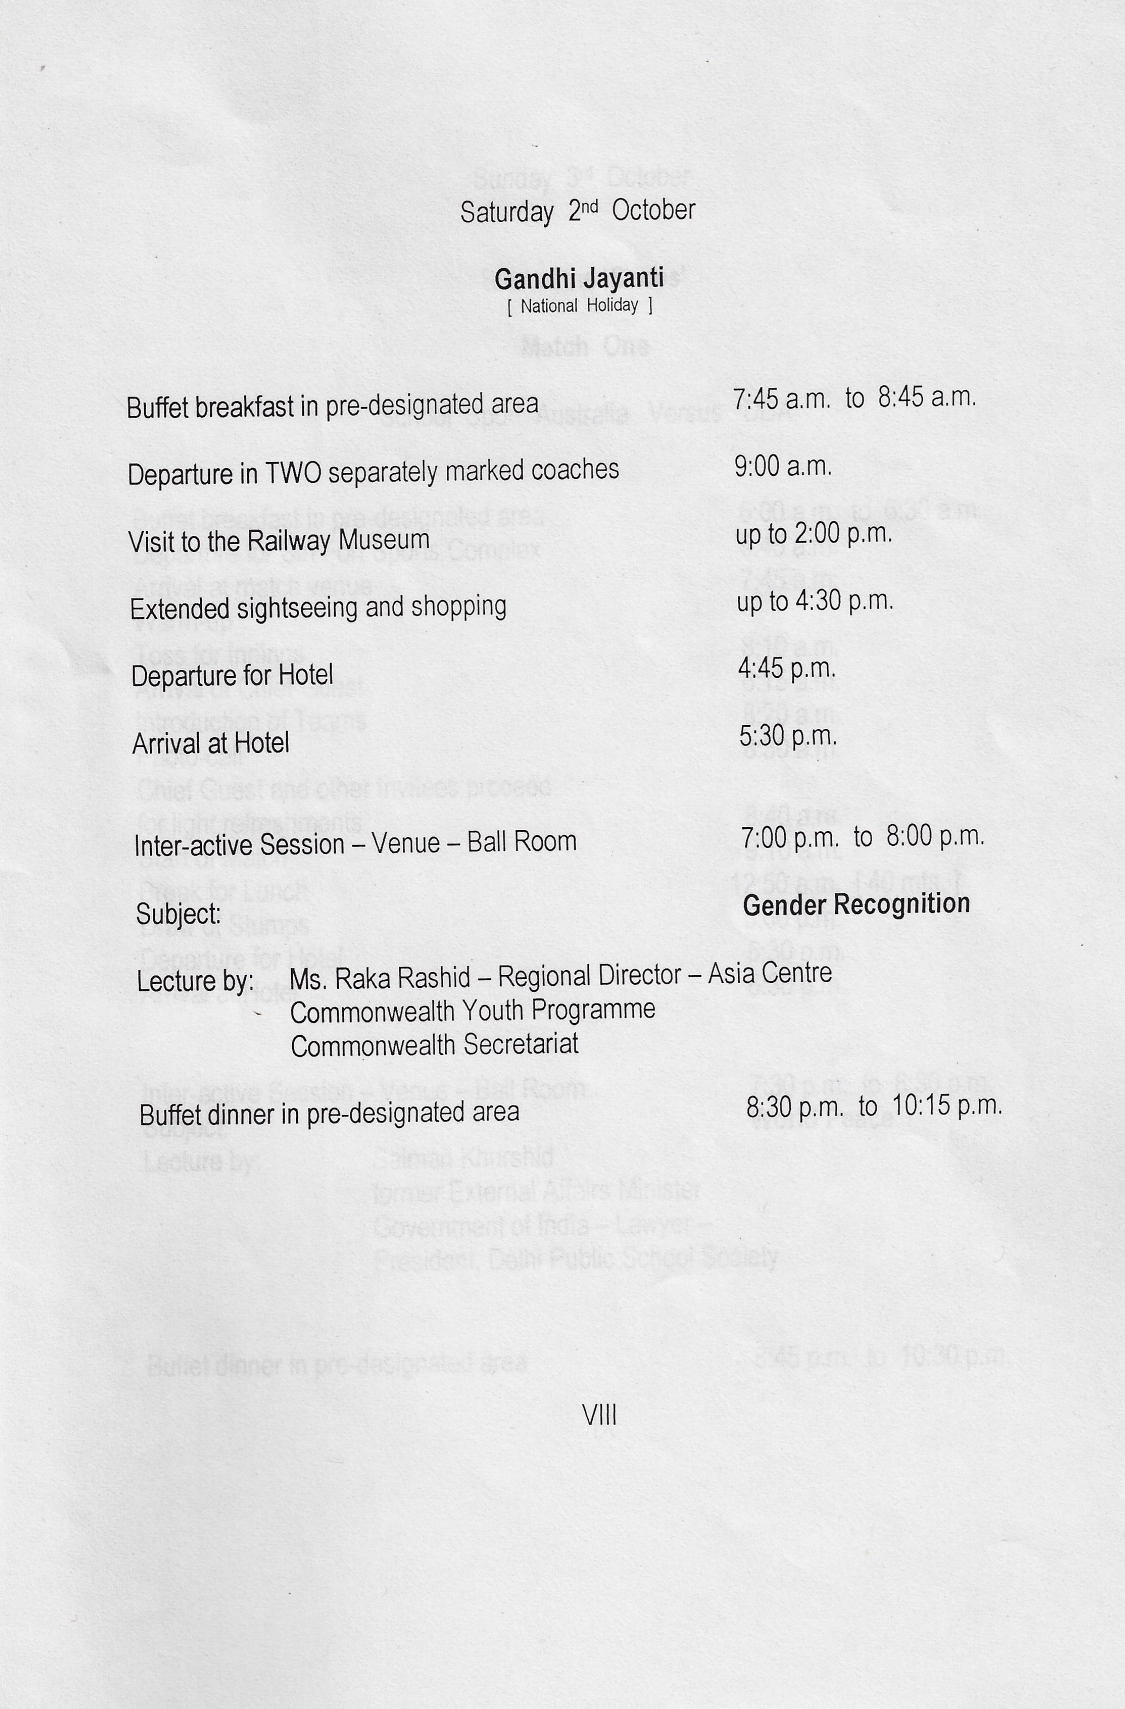 Saturday 2nd October
Gandhi Jayanti
[ National Holiday ]
Buffet breakfast in pre-designated area 7:45 a.m. to 8:45 a.m.
Departure in TWO separately marked coaches 9:00 a.m.
Visit to the Railway Museum up to 2:00 p.m.
Extended sightseeing and shopping up to 4:30 p.m.
Departure for Hotel 4:45 p.m.
Arrival at Hotel 5:30 p.m.
Inter-active Session – Venue – Ball Room 7:00 p.m. to 8:00 p.m.
Subject: Gender Recognition
Lecture by: Ms. Raka Rashid – Regional Director – Asia Centre
Commonwealth Youth Programme
Commonwealth Secretariat
Buffet dinner in pre-designated area 8:30 p.m. to 10:15 p.m.
VIII